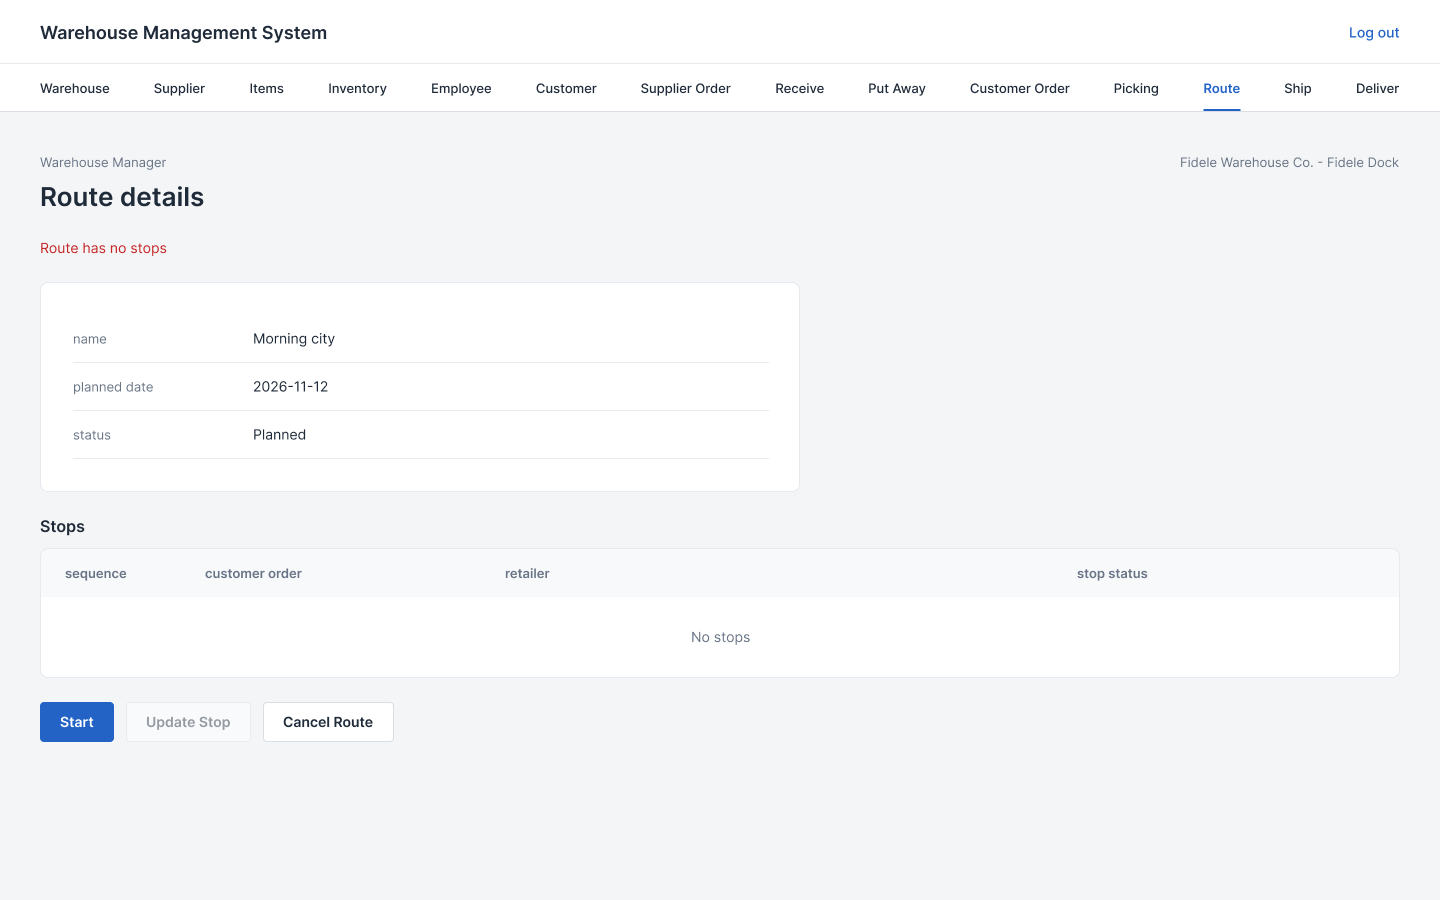 Warehouse Management System
Log out
Warehouse Supplier Items Inventory Employee Customer Supplier Order Receive Put Away Customer Order Picking Route Ship Deliver
Warehouse Manager
Fidele Warehouse Co. - Fidele Dock
Route details
Route has no stops
name Morning city
planned date 2026-11-12
status Planned
Stops
sequence customer order retailer stop status
No stops
Start Update Stop Cancel Route